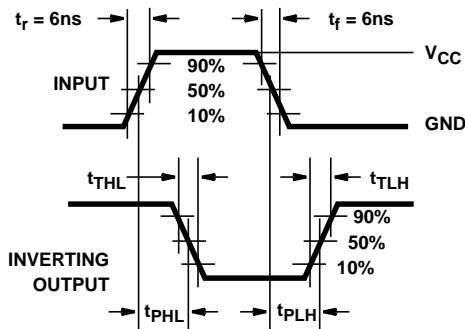 tr = 6ns
tf = 6ns
VCC
90%
INPUT
50%
10%
GND
tTHL
tTLH
90%
50%
INVERTING
10%
OUTPUT
tPHL
tPLH